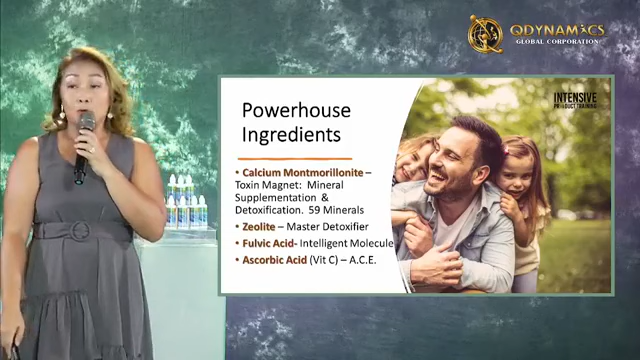 QDYNAMICS
GLOBAL CORPORATION
INTENSIVE
PRODUCT TRAINING
Powerhouse
Ingredients
• Calcium Montmorillonite –
Toxin Magnet: Mineral
Supplementation &
Detoxification. 59 Minerals
• Zeolite – Master Detoxifier
• Fulvic Acid- Intelligent Molecule
• Ascorbic Acid (Vit C) – A.C.E.